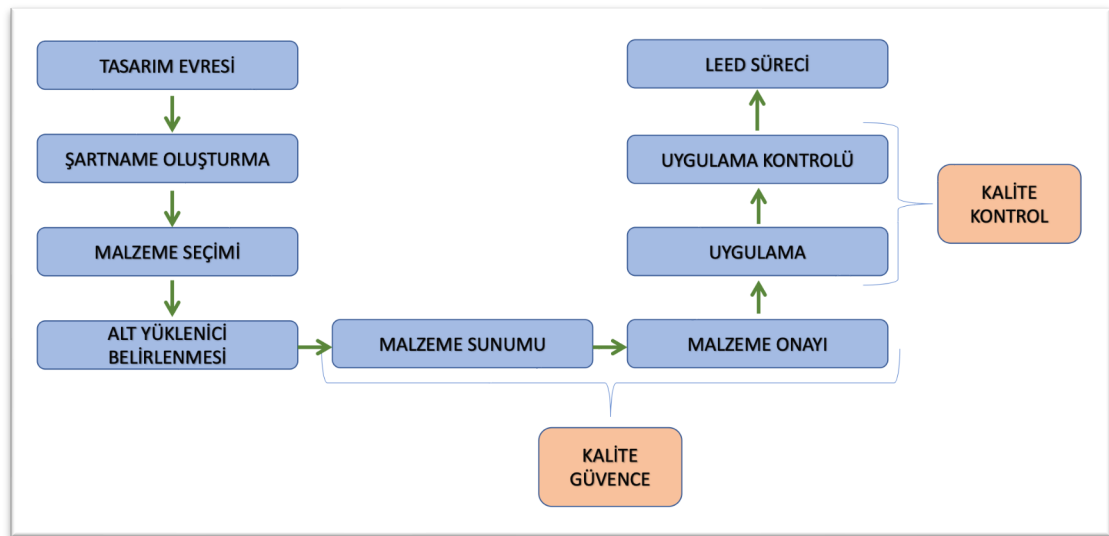 TASARIM EVRESİ
ŞARTNAME OLUŞTURMA
MALZEME SEÇİMİ
ALT YÜKLENİCİ
BELİRLENMESİ
MALZEME SUNUMU
MALZEME ONAYI
UYGULAMA
UYGULAMA KONTROLÜ
LEED SÜRECİ
KALİTE
KONTROL
KALİTE
GÜVENCE